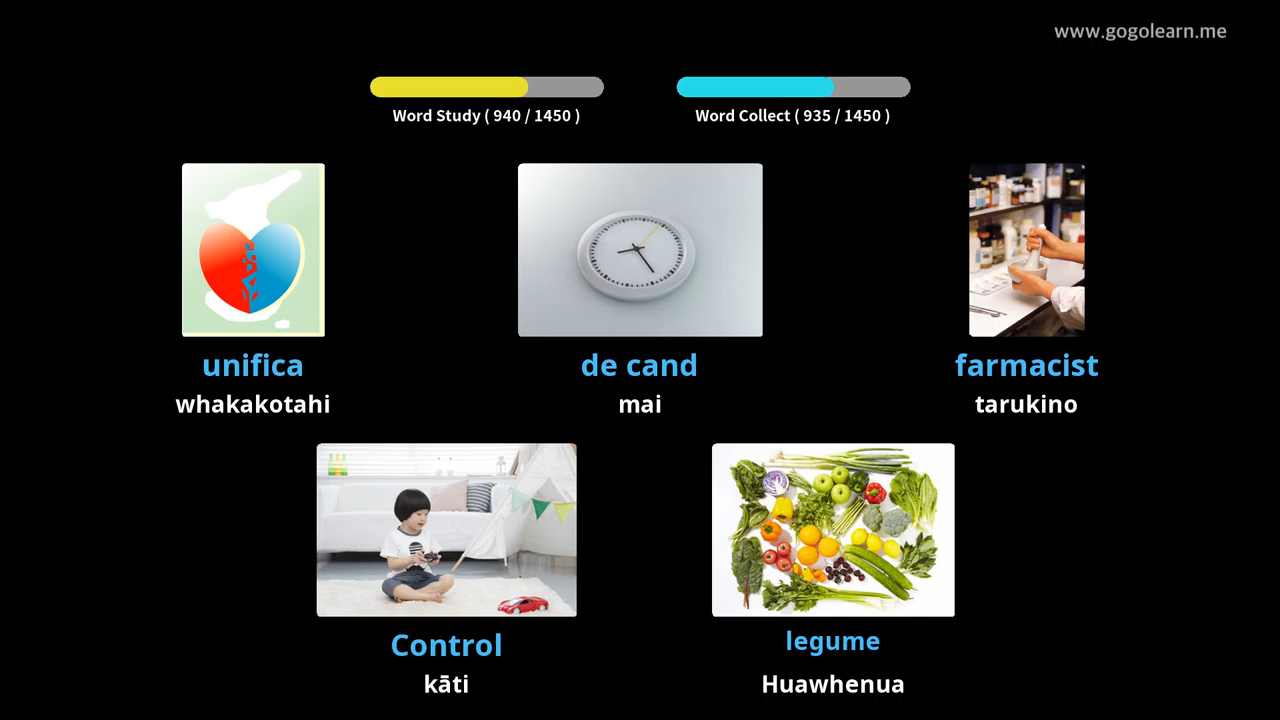 www.gogolearn.me
Word Study ( 940 / 1450 )
Word Collect ( 935 / 1450 )
unifica
whakakotahi
de cand
mai
farmacist
tarukino
Control
kāti
legume
Huawhenua